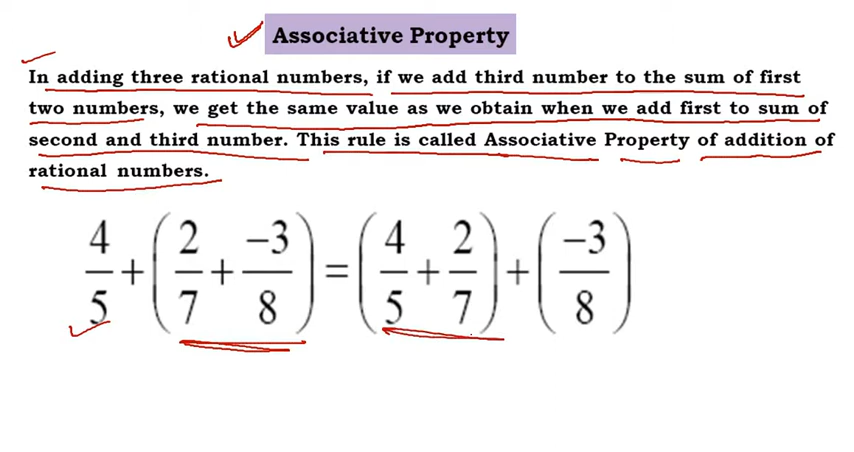 Associative Property
In adding three rational numbers, if we add third number to the sum of first
two numbers, we get the same value as we obtain when we add first to sum of
second and third number. This rule is called Associative Property of addition of
rational numbers.
4/5 + (2/7 + -3/8) = (4/5 + 2/7) + (-3/8)